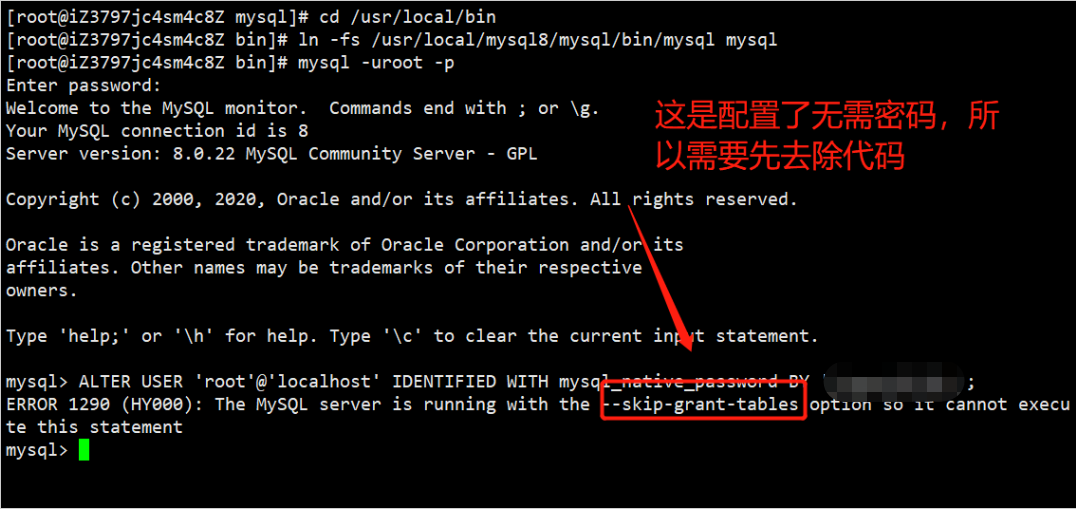 [root@iZ3797jc4sm4c8Z mysql]# cd /usr/local/bin
[root@iZ3797jc4sm4c8Z bin]# ln -fs /usr/local/mysql8/mysql/bin/mysql mysql
[root@iZ3797jc4sm4c8Z bin]# mysql -uroot -p
Enter password:
Welcome to the MySQL monitor.  Commands end with ; or \g.
Your MySQL connection id is 8
Server version: 8.0.22 MySQL Community Server - GPL
这是配置了无需密码，所
以需要先去除代码
Copyright (c) 2000, 2020, Oracle and/or its affiliates. All rights reserved.
Oracle is a registered trademark of Oracle Corporation and/or its
affiliates. Other names may be trademarks of their respective
owners.
Type 'help;' or '\h' for help. Type '\c' to clear the current input statement.
mysql> ALTER USER 'root'@'localhost' IDENTIFIED WITH mysql_native_password BY ;
ERROR 1290 (HY000): The MySQL server is running with the --skip-grant-tables option so it cannot execu
te this statement
mysql>